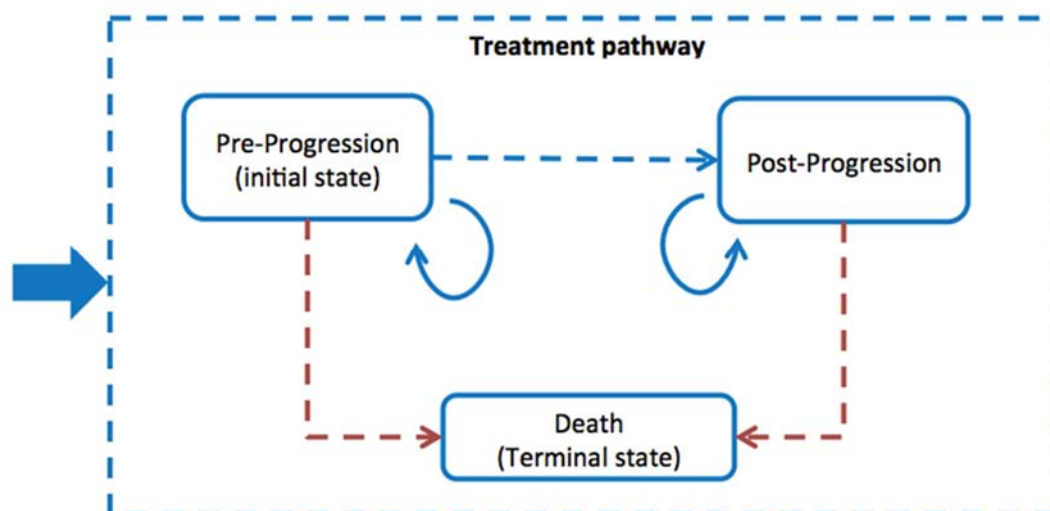 Treatment pathway
Pre-Progression
(initial state)
Post-Progression
Death
(Terminal state)